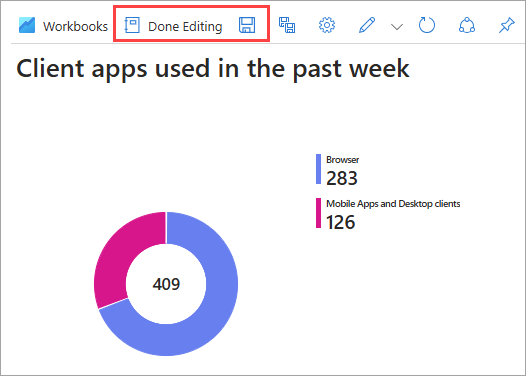 Workbooks Done Editing
Client apps used in the past week
Browser
283
Mobile Apps and Desktop clients
126
409